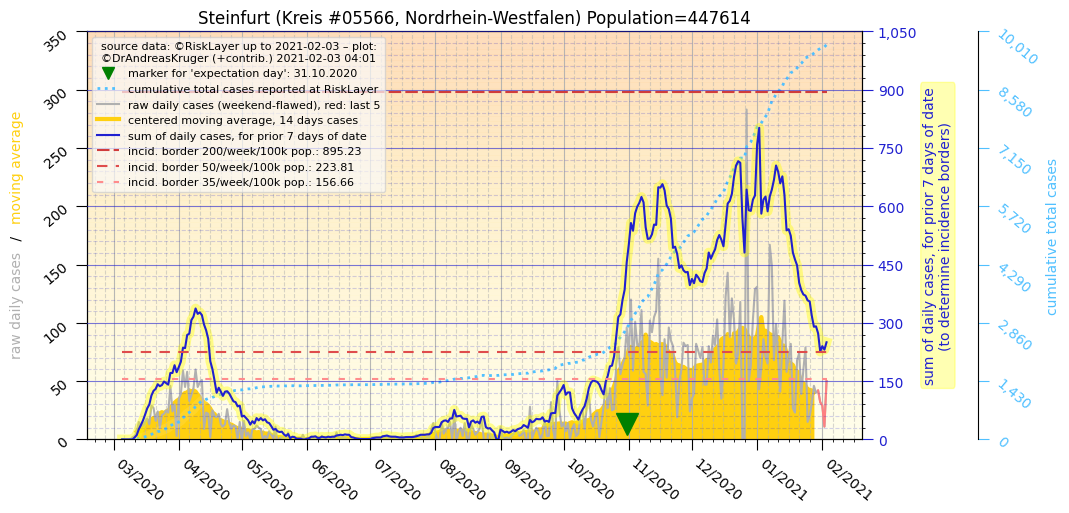 Steinfurt (Kreis #05566, Nordrhein-Westfalen) Population=447614
source data: ©RiskLayer up to 2021-02-03 – plot:
©DrAndreasKruger (+contrib.) 2021-02-03 04:01
marker for 'expectation day': 31.10.2020
cumulative total cases reported at RiskLayer
raw daily cases (weekend-flawed), red: last 5
centered moving average, 14 days cases
sum of daily cases, for prior 7 days of date
incid. border 200/week/100k pop.: 895.23
incid. border 50/week/100k pop.: 223.81
incid. border 35/week/100k pop.: 156.66
raw daily cases / moving average
350
300
250
200
150
100
50
0
03/2020
04/2020
05/2020
06/2020
07/2020
08/2020
09/2020
10/2020
11/2020
12/2020
01/2021
02/2021
1,050
900
750
600
450
300
150
0
sum of daily cases, for prior 7 days of date
(to determine incidence borders)
10,010
8,580
7,150
5,720
4,290
2,860
1,430
0
cumulative total cases